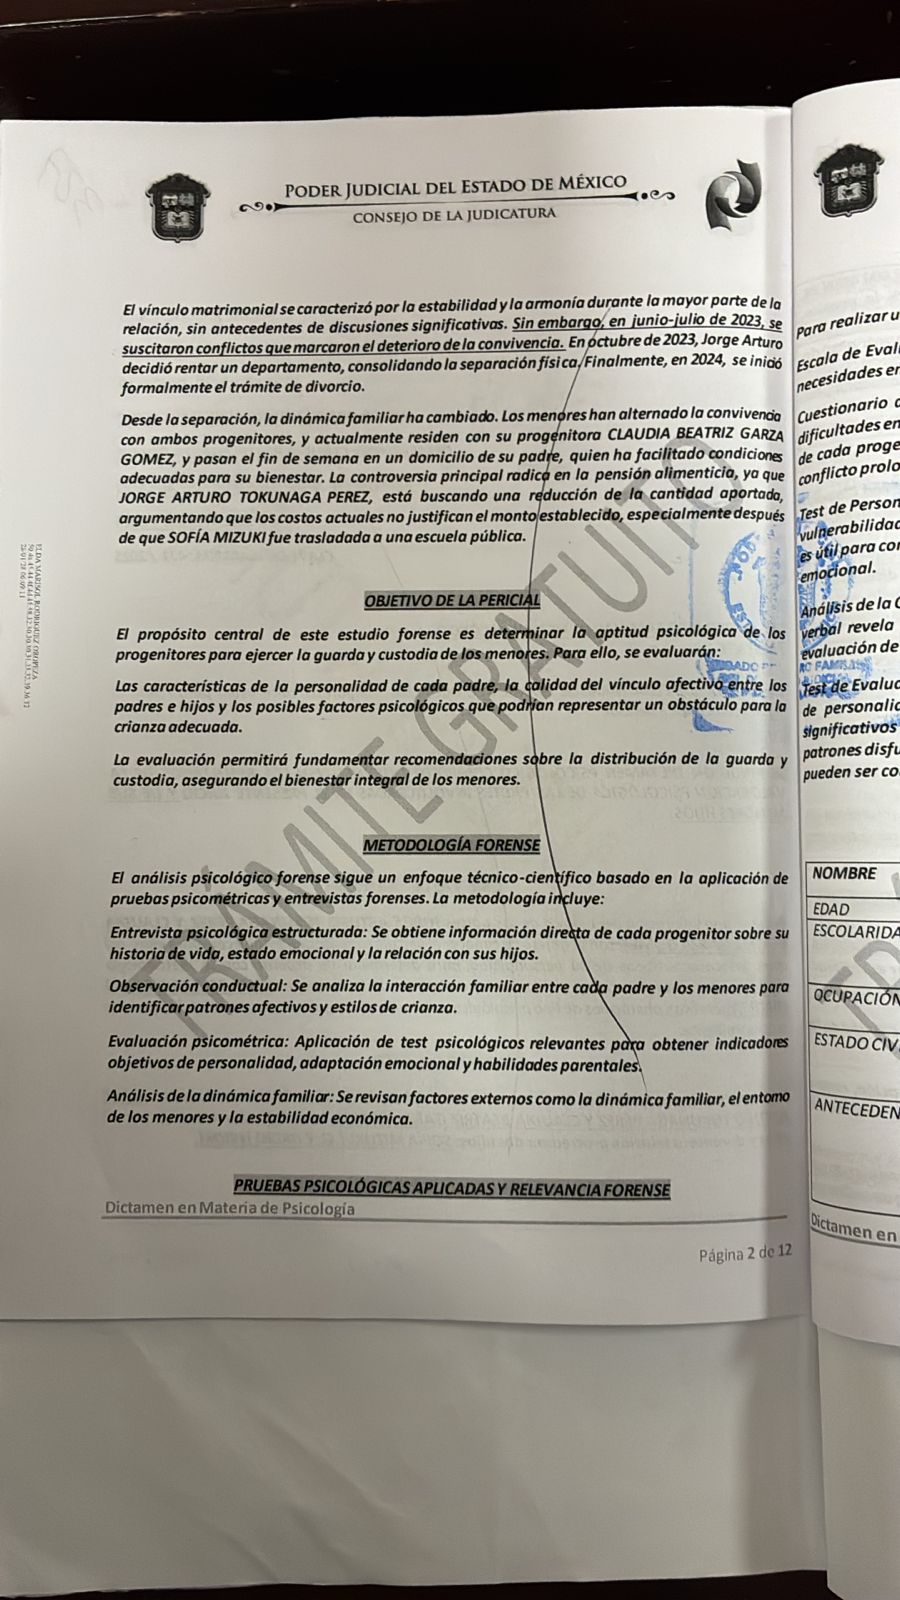 PODER JUDICIAL DEL ESTADO DE MÉXICO
CONSEJO DE LA JUDICATURA
El vínculo matrimonial se caracterizó por la estabilidad y la armonía durante la mayor parte de la
relación, sin antecedentes de discusiones significativas. Sin embargo, en junio-julio de 2023, se
suscitaron conflictos que marcaron el deterioro de la convivencia. En octubre de 2023, Jorge Arturo
decidió rentar un departamento, consolidando la separación física. Finalmente, en 2024, se inició
formalmente el trámite de divorcio.
Desde la separación, la dinámica familiar ha cambiado. Los menores han alternado la convivencia
con ambos progenitores, y actualmente residen con su progenitora CLAUDIA BEATRIZ GARZA
GOMEZ, y pasan el fin de semana en un domicilio de su padre, quien ha facilitado condiciones
adecuadas para su bienestar. La controversia principal radica en la pensión alimenticia, ya que
JORGE ARTURO TOKUNAGA PEREZ, está buscando una reducción de la cantidad aportada,
argumentando que los costos actuales no justifican el monto establecido, especialmente después
de que SOFÍA MIZUKI fue trasladada a una escuela pública.
OBJETIVO DE LA PERICIAL
El propósito central de este estudio forense es determinar la aptitud psicológica de los
progenitores para ejercer la guarda y custodia de los menores. Para ello, se evaluarán:
Las características de la personalidad de cada padre, la calidad del vínculo afectivo entre los
padres e hijos y los posibles factores psicológicos que podrían representar un obstáculo para la
crianza adecuada.
La evaluación permitirá fundamentar recomendaciones sobre la distribución de la guarda y
custodia, asegurando el bienestar integral de los menores.
METODOLOGÍA FORENSE
El análisis psicológico forense sigue un enfoque técnico-científico basado en la aplicación de
pruebas psicométricas y entrevistas forenses. La metodología incluye:
Entrevista psicológica estructurada: Se obtiene información directa de cada progenitor sobre su
historia de vida, estado emocional y la relación con sus hijos.
Observación conductual: Se analiza la interacción familiar entre cada padre y los menores para
identificar patrones afectivos y estilos de crianza.
Evaluación psicométrica: Aplicación de test psicológicos relevantes para obtener indicadores
objetivos de personalidad, adaptación emocional y habilidades parentales.
Análisis de la dinámica familiar: Se revisan factores externos como la dinámica familiar, el entorno
de los menores y la estabilidad económica.
PRUEBAS PSICOLÓGICAS APLICADAS Y RELEVANCIA FORENSE
Dictamen en Materia de Psicología
Página 2 de 12
TRÁMITE GRATUITO
ELDA MARISOL RODRIGUEZ OROPEZA
Para realizar u
Escala de Eval
necesidades en
Cuestionario d
dificultades en
de cada proge
conflicto prolo
Test de Person
vulnerabilidad
es útil para con
emocional.
Análisis de la C
verbal revela
evaluación de
Test de Evaluc
de personalid
significativos
patrones disfu
pueden ser co
NOMBRE
EDAD
ESCOLARIDA
OCUPACIÓN
ESTADO CIV
ANTECEDEN
Dictamen en